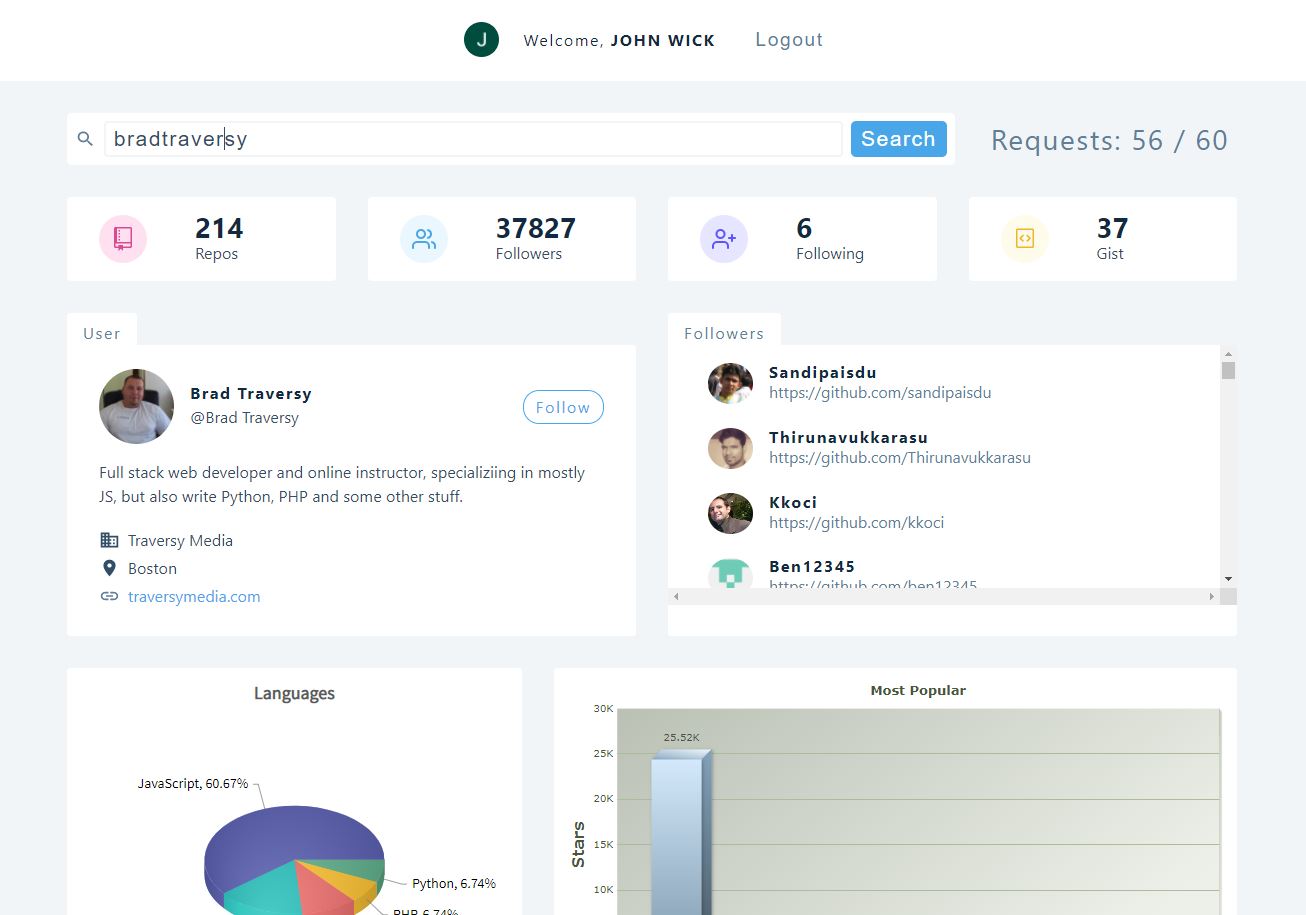 J
Welcome, JOHN WICK
Logout
bradtraversy
Search
Requests: 56 / 60
214
Repos
37827
Followers
6
Following
37
Gist
User
Brad Traversy
@Brad Traversy
Follow
Full stack web developer and online instructor, specializiing in mostly
JS, but also write Python, PHP and some other stuff.
Traversy Media
Boston
traversymedia.com
Followers
Sandipaisdu
https://github.com/sandipaisdu
Thirunavukkarasu
https://github.com/Thirunavukkarasu
Kkoci
https://github.com/kkoci
Ben12345
https://github.com/ben12345
Languages
JavaScript, 60.67%
Python, 6.74%
PHP, 6.74%
Most Popular
30K
25.52K
25K
20K
15K
10K
Stars